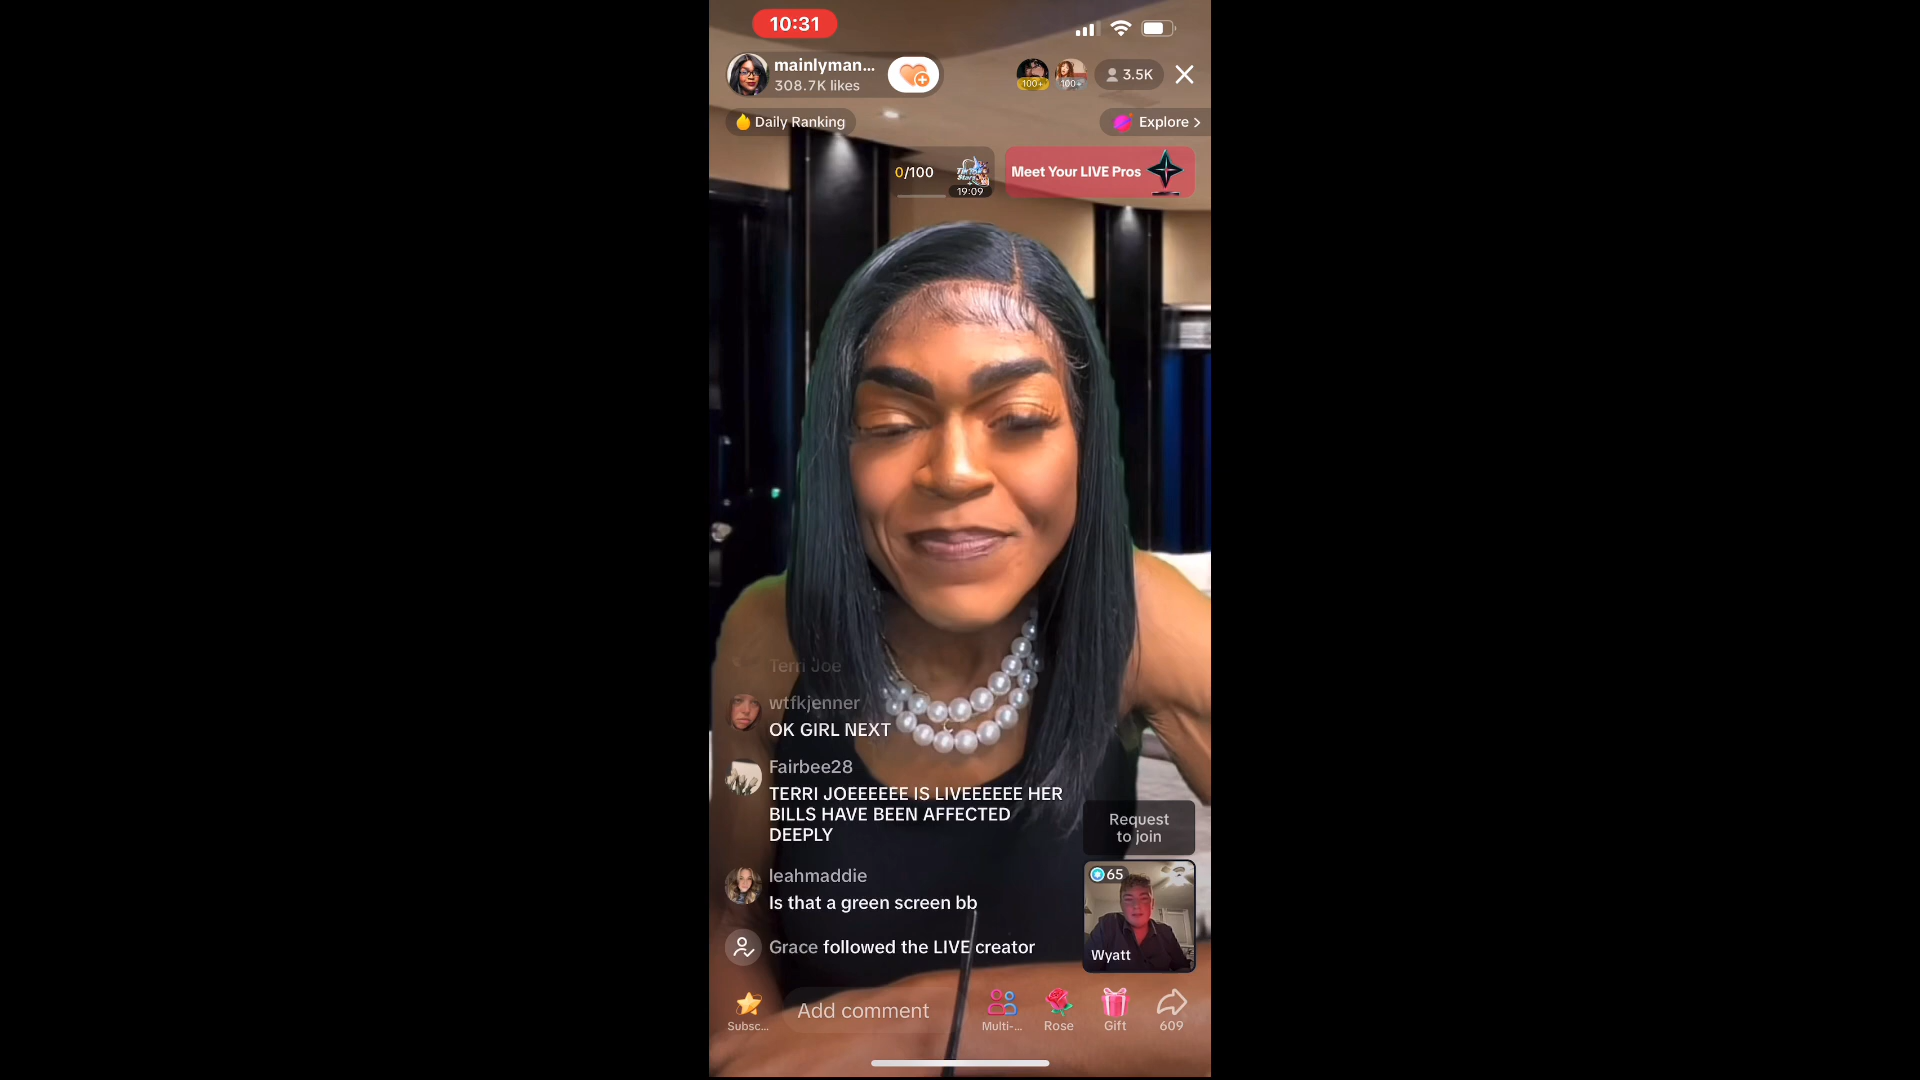 10:31
mainlyman...
308.7K likes
100+
100+
3.5K
Daily Ranking
Explore >
0/100
19:09
Meet Your LIVE Pros
Terri Joe
wtfkjenner
OK GIRL NEXT
Fairbee28
TERRI JOEEEEEE IS LIVEEEEEE HER
BILLS HAVE BEEN AFFECTED
DEEPLY
Request
to join
leahmaddie
Is that a green screen bb
65
Grace followed the LIVE creator
Wyatt
Add comment
Subsc...
Multi-...
Rose
Gift
609